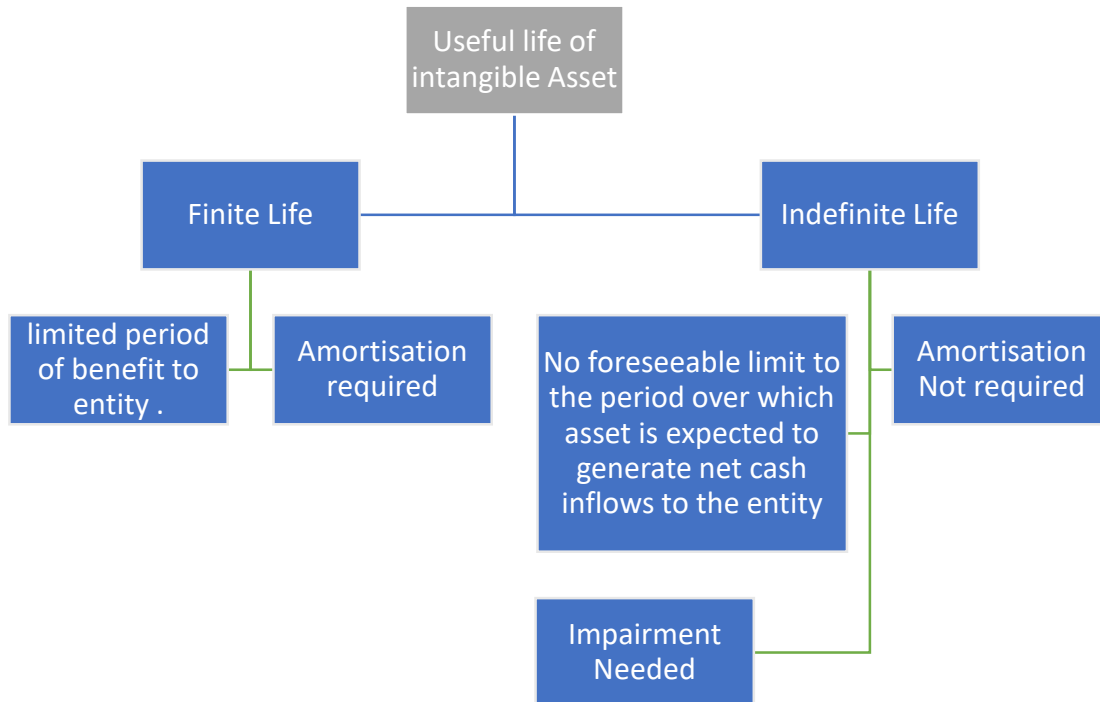 Useful life of
intangible Asset
Finite Life
Indefinite Life
limited period
of benefit to
entity .
Amortisation
required
No foreseeable limit to
the period over which
asset is expected to
generate net cash
inflows to the entity
Amortisation
Not required
Impairment
Needed